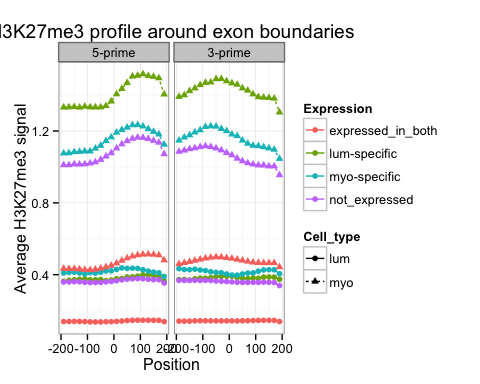 H3K27me3 profile around exon boundaries
5-prime
3-prime
1.2
0.8
0.4
Average H3K27me3 signal
-200 -100 0 100 200
-200 -100 0 100 200
Position
Expression
expressed_in_both
lum-specific
myo-specific
not_expressed
Cell_type
lum
myo